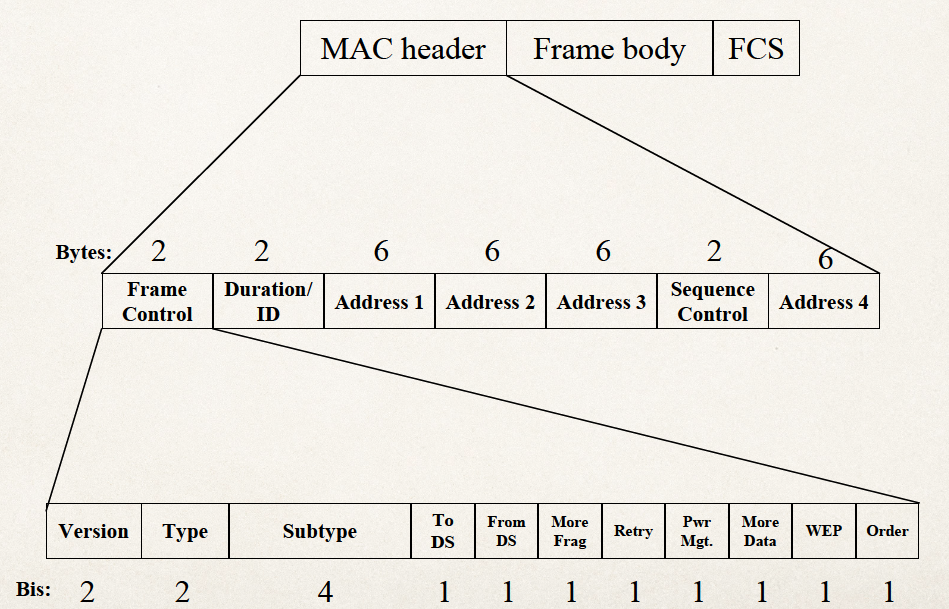 MAC header Frame body FCS
Bytes: 2 2 6 6 6 2 6
Frame Control Duration/ ID Address 1 Address 2 Address 3 Sequence Control Address 4
Version Type Subtype To DS From DS More Frag Retry Pwr Mgt. More Data WEP Order
Bis: 2 2 4 1 1 1 1 1 1 1 1